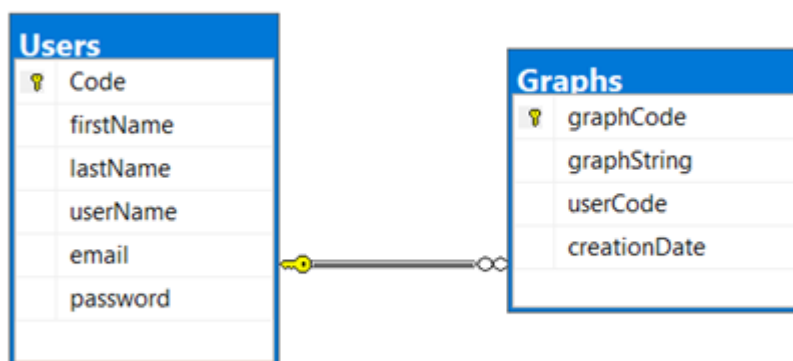 Users
Code
firstName
lastName
userName
email
password
Graphs
graphCode
graphString
userCode
creationDate